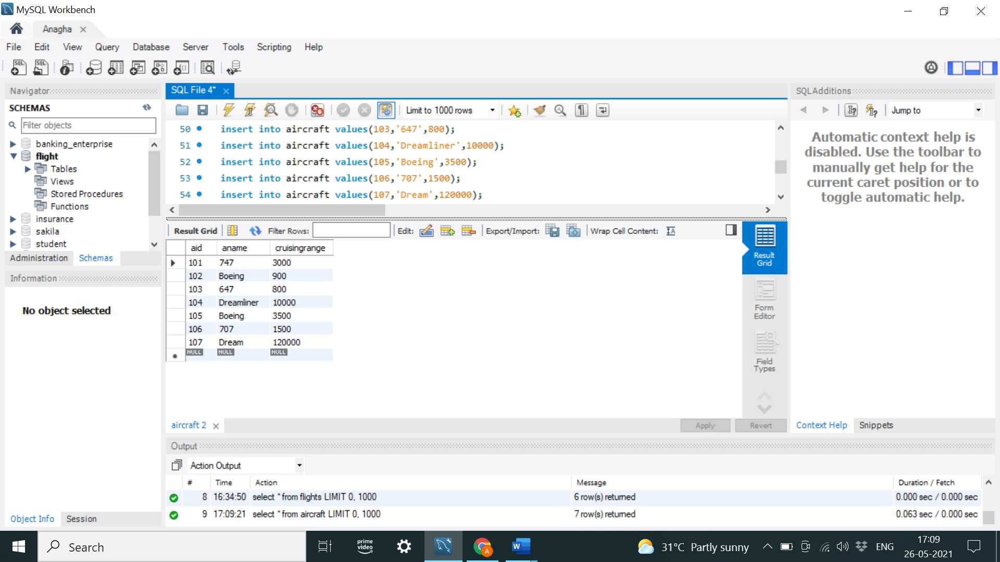 MySQL Workbench
Anagha
File Edit View Query Database Server Tools Scripting Help
Navigator
SCHEMAS
Filter objects
banking_enterprise
flight
Tables
Views
Stored Procedures
Functions
insurance
sakila
student
Administration Schemas
Information
No object selected
Object Info Session
SQL File 4*
Limit to 1000 rows
50 insert into aircraft values(103,'647',800);
51 insert into aircraft values(104,'Dreamliner',10000);
52 insert into aircraft values(105,'Boeing',3500);
53 insert into aircraft values(106,'707',1500);
54 insert into aircraft values(107,'Dream',120000);
Result Grid Filter Rows: Edit: Export/Import: Wrap Cell Content:
aid aname cruisingrange
101 747 3000
102 Boeing 900
103 647 800
104 Dreamliner 10000
105 Boeing 3500
106 707 1500
107 Dream 120000
NULL NULL NULL
Result
Grid
Form
Editor
Field
Types
aircraft 2
Apply Revert
SQLAdditions
Jump to
Automatic context help is
disabled. Use the toolbar to
manually get help for the
current caret position or to
toggle automatic help.
Context Help Snippets
Output
Action Output
# Time Action Message Duration / Fetch
8 16:34:50 select * from flights LIMIT 0, 1000 6 row(s) returned 0.000 sec / 0.000 sec
9 17:09:21 select * from aircraft LIMIT 0, 1000 7 row(s) returned 0.063 sec / 0.000 sec
Search
prime
video
A
W
31°C Partly sunny
ENG
17:09
26-05-2021